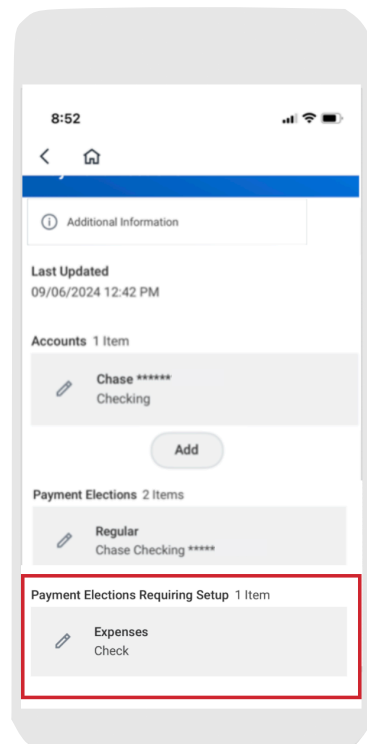 8:52
Additional Information
Last Updated
09/06/2024 12:42 PM
Accounts 1 Item
Chase ******
Checking
Add
Payment Elections 2 Items
Regular
Chase Checking *****
Payment Elections Requiring Setup 1 Item
Expenses
Check